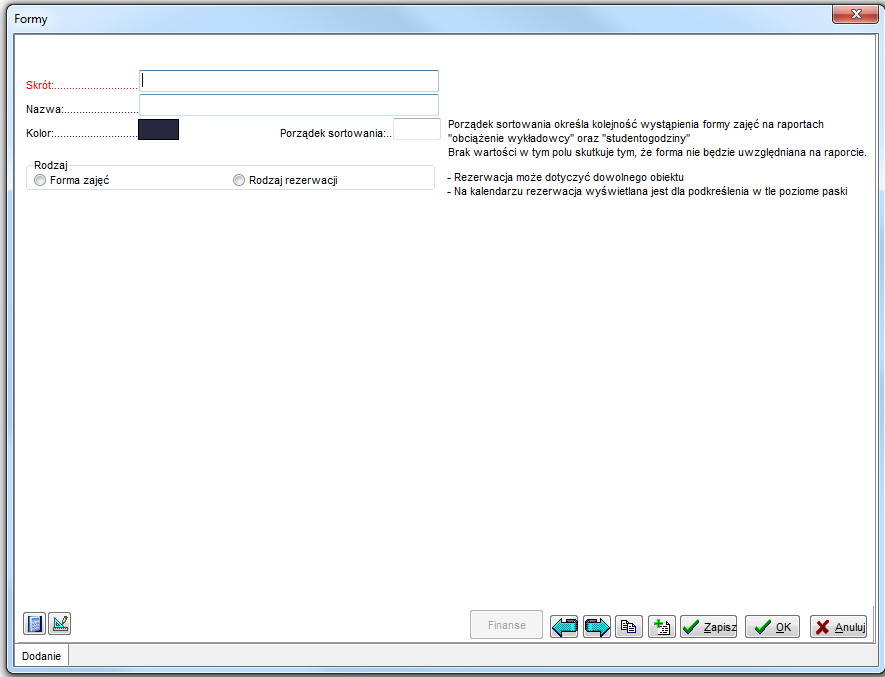 Formy
Skrót:
Nazwa:
Kolor:
Porządek sortowania:
Porządek sortowania określa kolejność wystąpienia formy zajęć na raportach
"obciążenie wykładowcy" oraz "studentogodziny"
Brak wartości w tym polu skutkuje tym, że forma nie będzie uwzględniana na raporcie.
Rodzaj
Forma zajęć
Rodzaj rezerwacji
- Rezerwacja może dotyczyć dowolnego obiektu
- Na kalendarzu rezerwacja wyświetlana jest dla podkreślenia w tle poziome paski
Finanse
Zapisz
OK
Anuluj
Dodanie